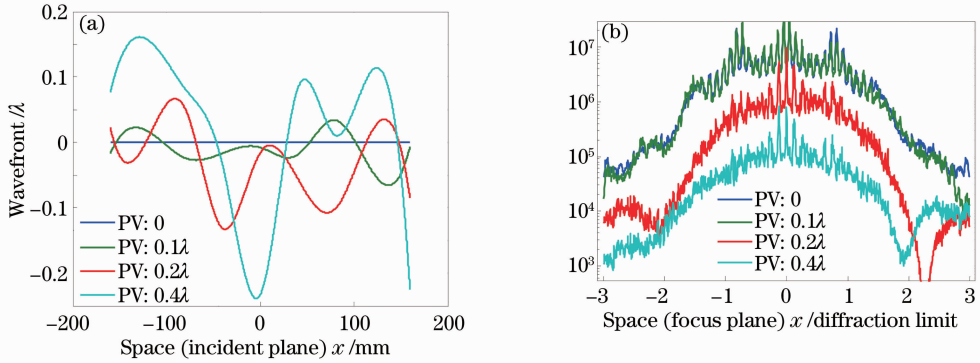 (a)
0.2
0.1
0
−0.1
−0.2
Wavefront /λ
PV: 0
PV: 0.1λ
PV: 0.2λ
PV: 0.4λ
−200
−100
0
100
200
Space (incident plane) x /mm
(b)
10⁷
10⁶
10⁵
10⁴
10³
PV: 0
PV: 0.1λ
PV: 0.2λ
PV: 0.4λ
−3
−2
−1
0
1
2
3
Space (focus plane) x /diffraction limit